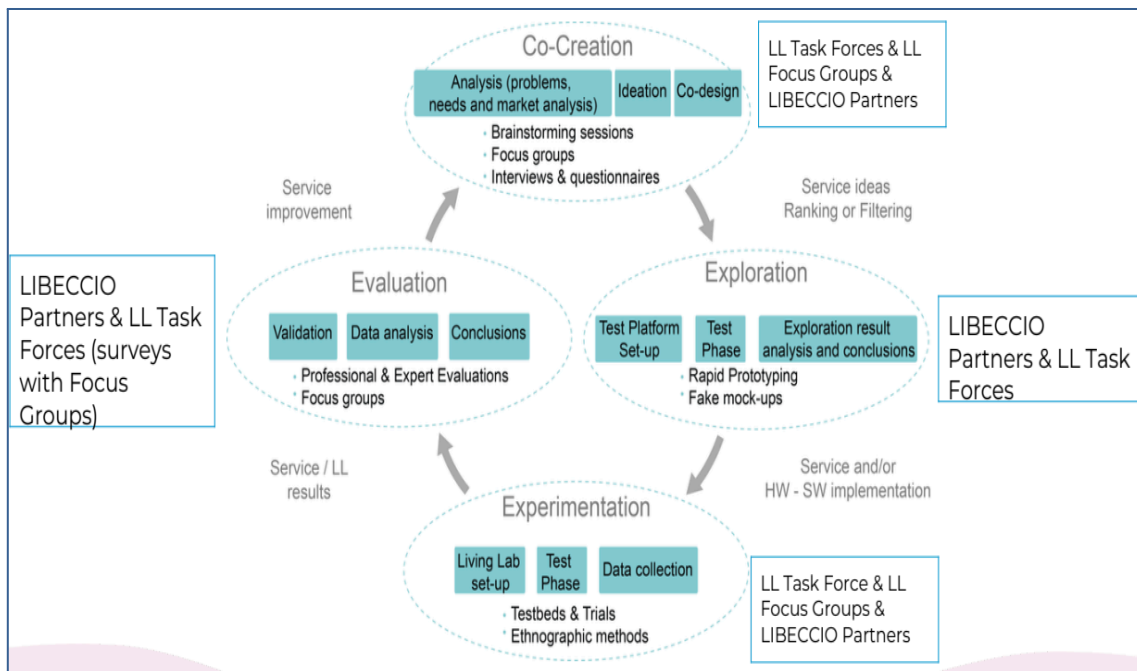 Co-Creation
Analysis (problems,
needs and market analysis)
Ideation
Co-design
• Brainstorming sessions
• Focus groups
• Interviews & questionnaires
LL Task Forces & LL
Focus Groups &
LIBECCIO Partners
Service
improvement
Service ideas
Ranking or Filtering
LIBECCIO
Partners & LL Task
Forces (surveys
with Focus
Groups)
Evaluation
Validation
Data analysis
Conclusions
• Professional & Expert Evaluations
• Focus groups
Exploration
Test Platform
Set-up
Test
Phase
Exploration result
analysis and conclusions
• Rapid Prototyping
• Fake mock-ups
LIBECCIO
Partners & LL Task
Forces
Service / LL
results
Service and/or
HW - SW implementation
Experimentation
Living Lab
set-up
Test
Phase
Data collection
• Testbeds & Trials
• Ethnographic methods
LL Task Force & LL
Focus Groups &
LIBECCIO Partners